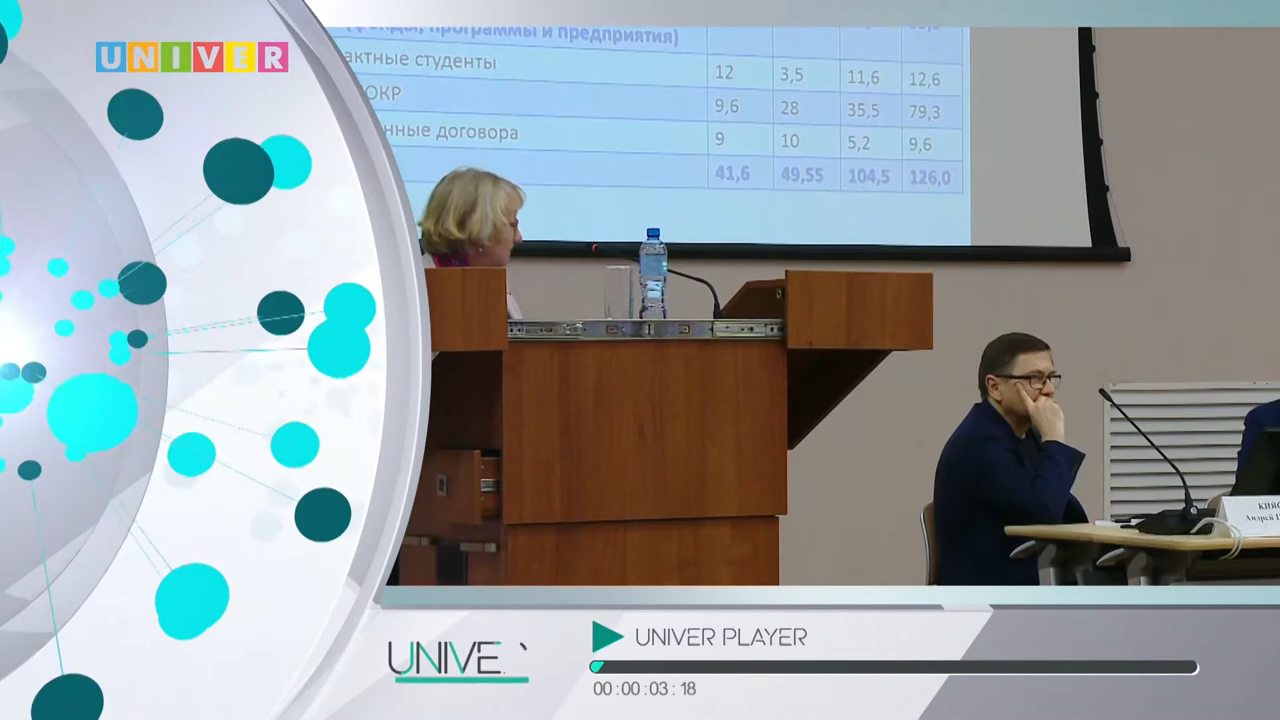 UNIVER
программы и предприятия)
актные студенты 12 3,5 11,6 12,6
ОКР 9,6 28 35,5 79,3
нные договора 9 10 5,2 9,6
41,6 49,55 104,5 126,0
Андрей
UNIVE
UNIVER PLAYER
00:00:03:18